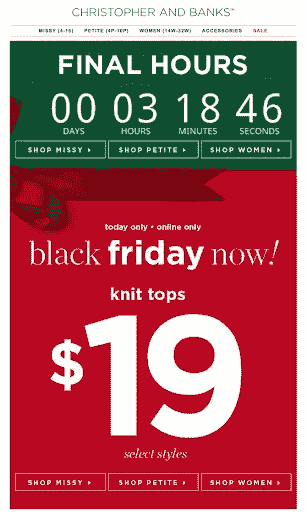 CHRISTOPHER AND BANKS™
MISSY (4-16) PETITE (4P-16P) WOMEN (14W-32W) ACCESSORIES SALE
FINAL HOURS
00 03 18 46
DAYS HOURS MINUTES SECONDS
SHOP MISSY SHOP PETITE SHOP WOMEN
today only • online only
black friday now!
knit tops
$19
select styles
SHOP MISSY SHOP PETITE SHOP WOMEN